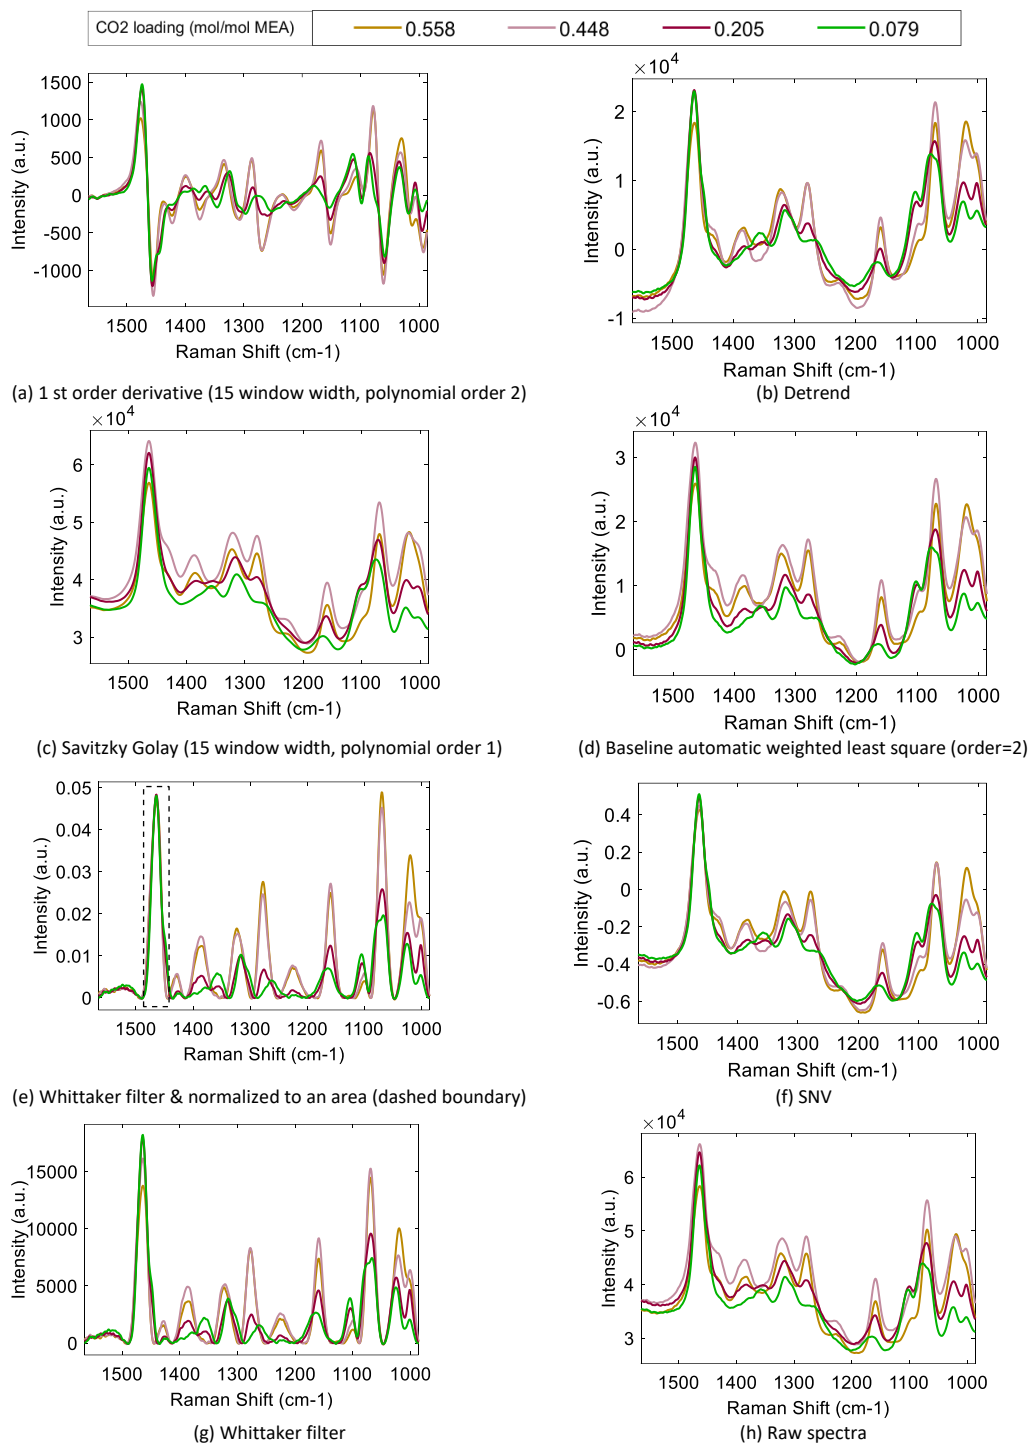 CO2 loading (mol/mol MEA) 0.558 0.448 0.205 0.079
1500
1000
500
0
-500
-1000
Intensity (a.u.)
1500 1400 1300 1200 1100 1000
Raman Shift (cm-1)
(a) 1 st order derivative (15 window width, polynomial order 2)
×10⁴
2
1
0
-1
Intensity (a.u.)
1500 1400 1300 1200 1100 1000
Raman Shift (cm-1)
(b) Detrend
×10⁴
6
5
4
3
Intensity (a.u.)
1500 1400 1300 1200 1100 1000
Raman Shift (cm-1)
(c) Savitzky Golay (15 window width, polynomial order 1)
×10⁴
3
2
1
0
Intensity (a.u.)
1500 1400 1300 1200 1100 1000
Raman Shift (cm-1)
(d) Baseline automatic weighted least square (order=2)
0.05
0.04
0.03
0.02
0.01
0
Intensity (a.u.)
1500 1400 1300 1200 1100 1000
Raman Shift (cm-1)
(e) Whittaker filter & normalized to an area (dashed boundary)
0.4
0.2
0
-0.2
-0.4
-0.6
Inteinsity (a.u.)
1500 1400 1300 1200 1100 1000
Raman Shift (cm-1)
(f) SNV
15000
10000
5000
0
Intensity (a.u.)
1500 1400 1300 1200 1100 1000
Raman Shift (cm-1)
(g) Whittaker filter
×10⁴
6
5
4
3
Intensity (a.u.)
1500 1400 1300 1200 1100 1000
Raman Shift (cm-1)
(h) Raw spectra